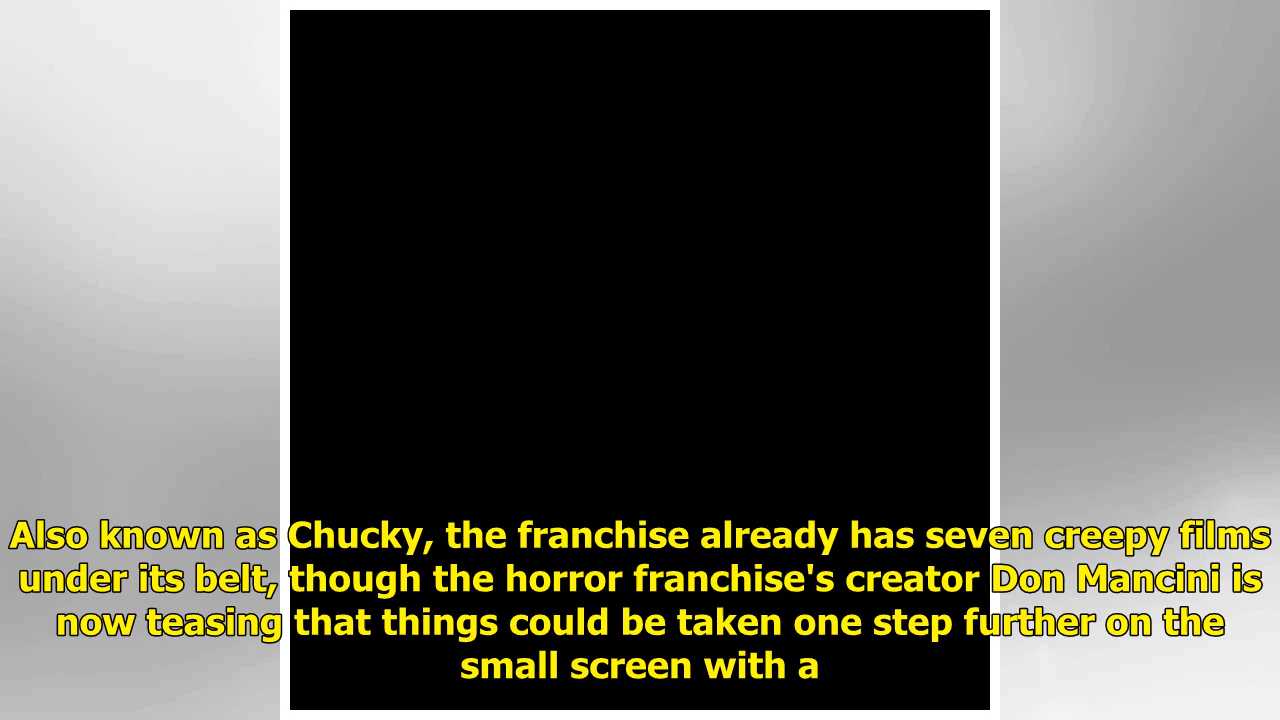 Also known as Chucky, the franchise already has seven creepy films
under its belt, though the horror franchise's creator Don Mancini is
now teasing that things could be taken one step further on the
small screen with a